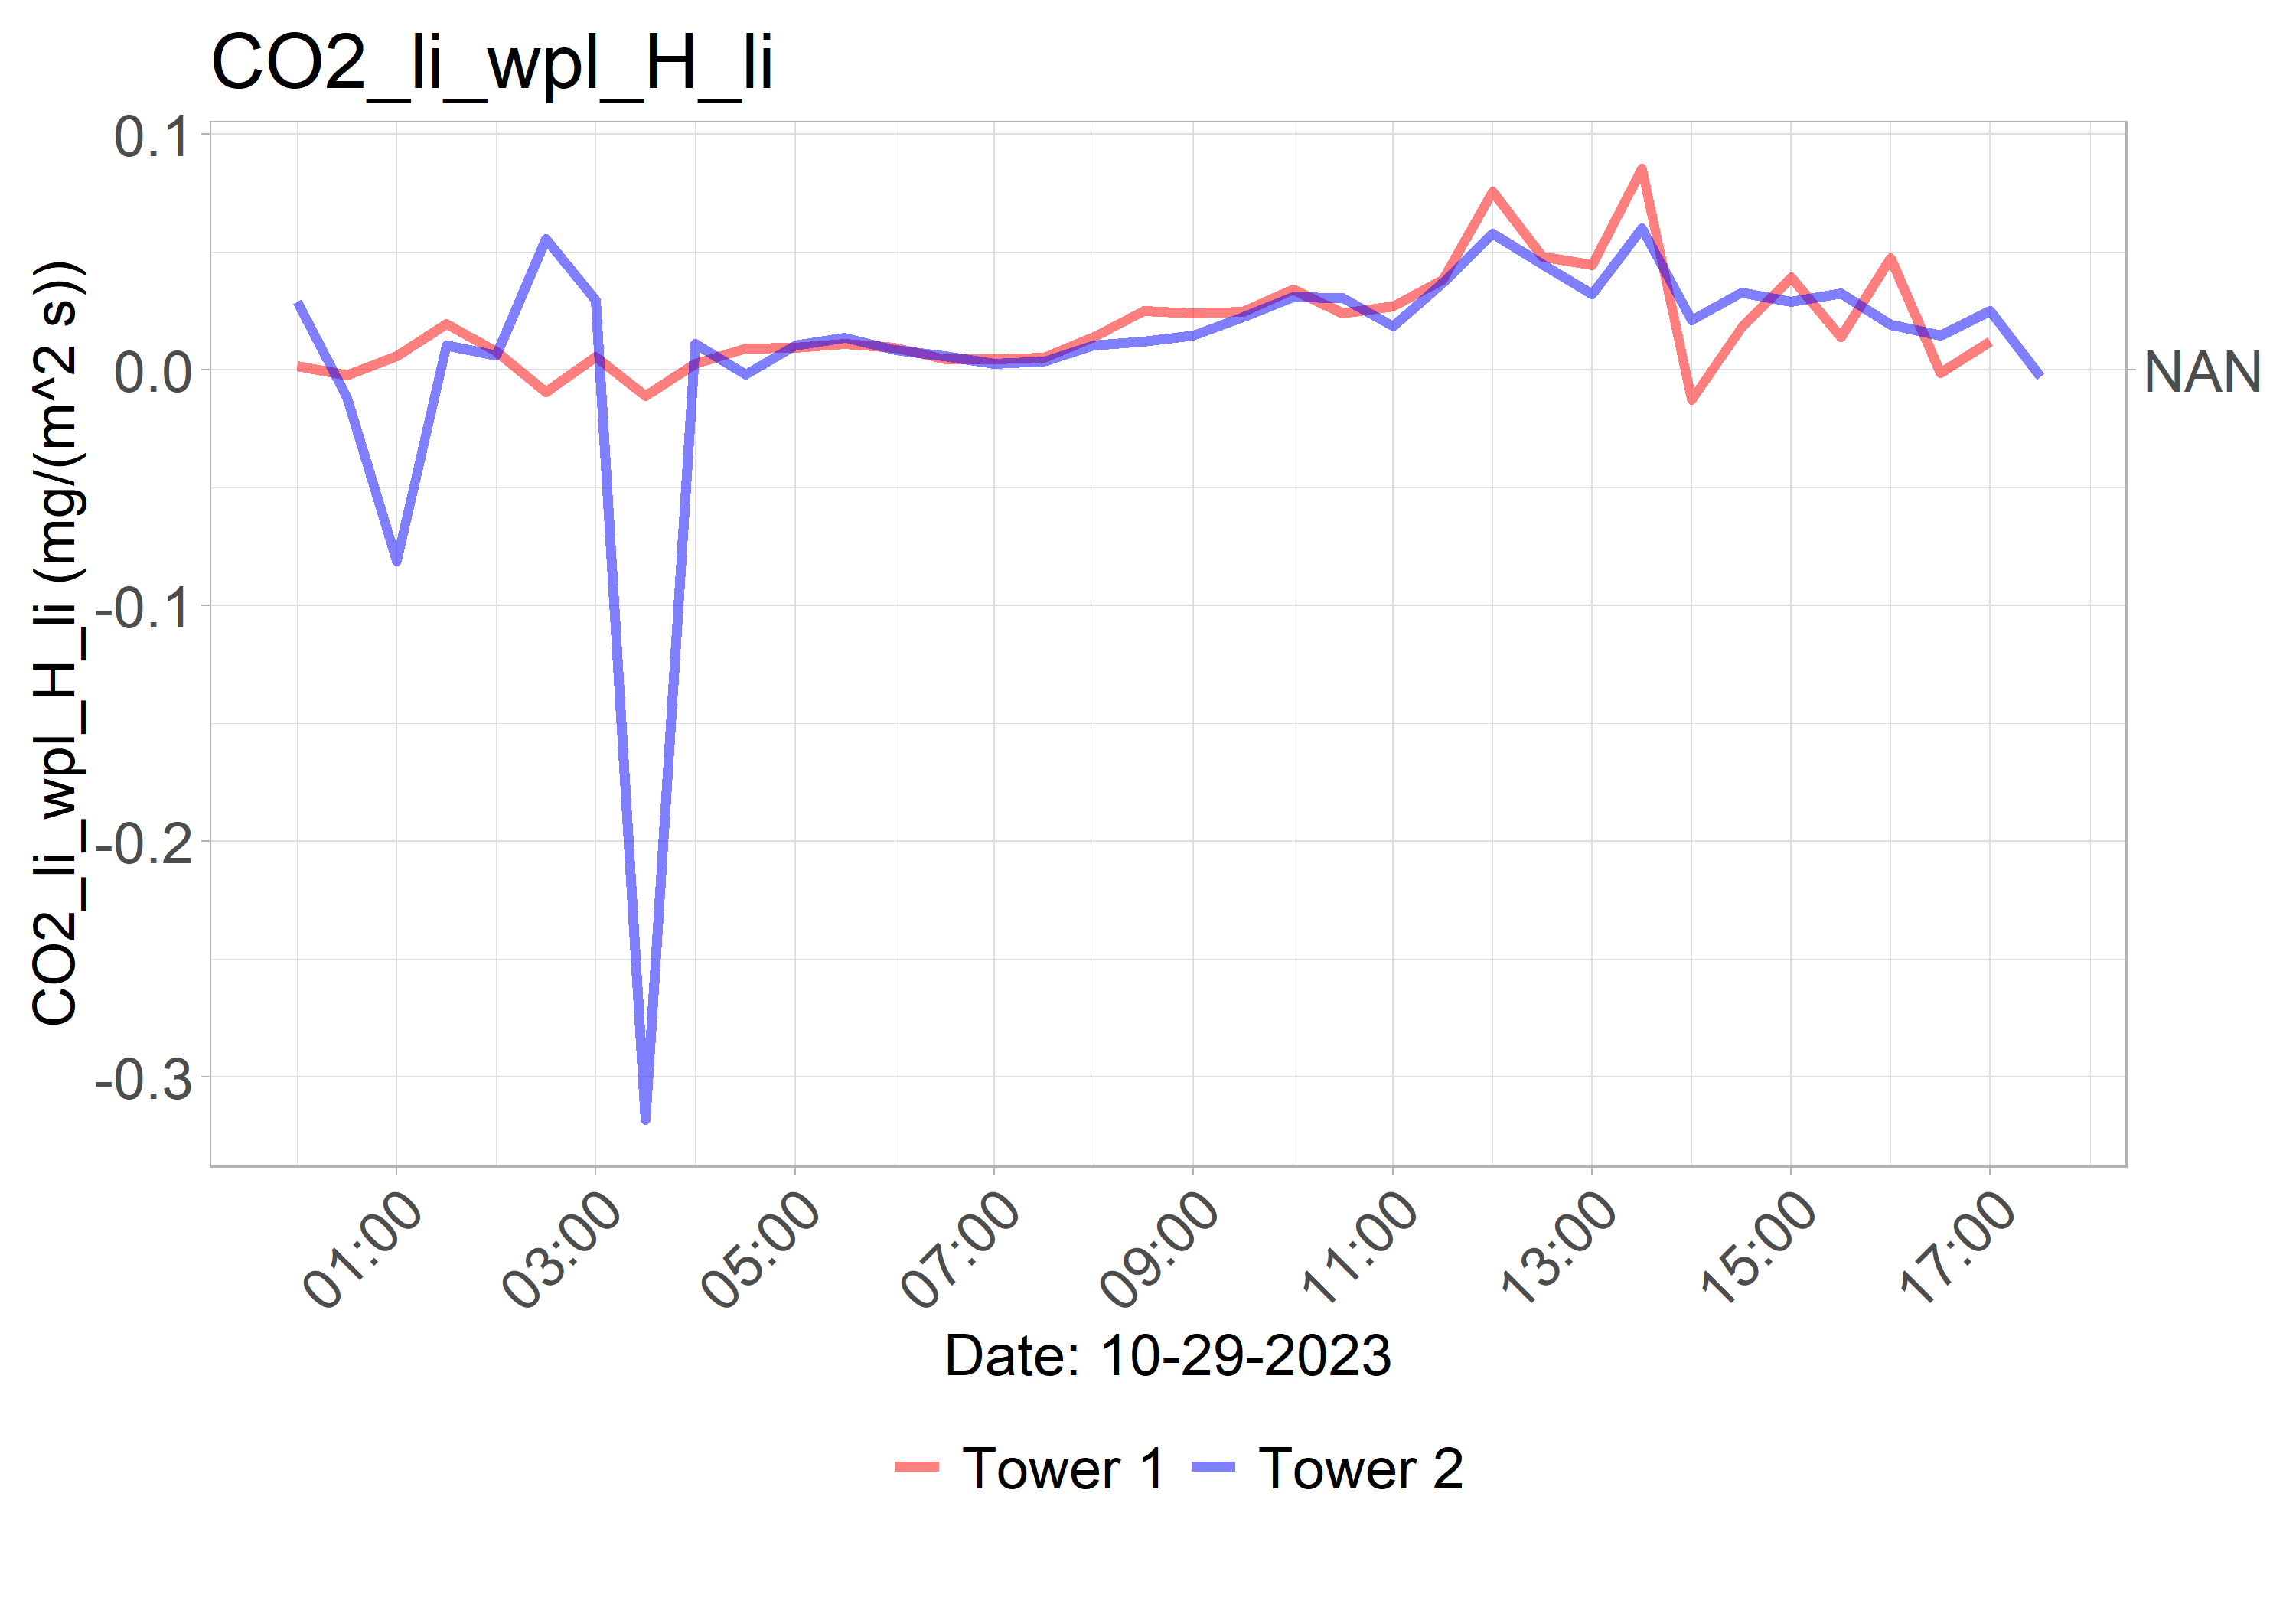 CO2_li_wpl_H_li
CO2_li_wpl_H_li (mg/(m^2 s))
0.1
0.0
-0.1
-0.2
-0.3
NAN
01:00
03:00
05:00
07:00
09:00
11:00
13:00
15:00
17:00
Date: 10-29-2023
Tower 1
Tower 2